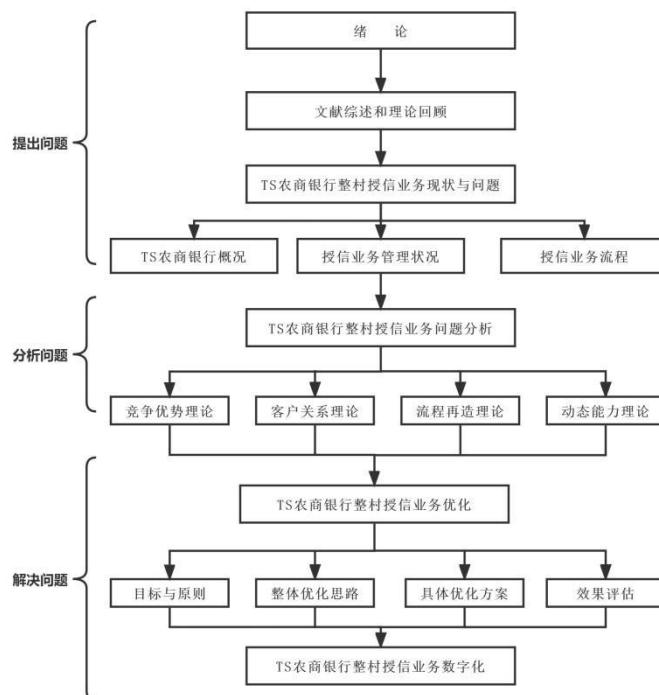 绪 论
文献综述和理论回顾
提出问题
TS农商银行整村授信业务现状与问题
TS农商银行概况
授信业务管理状况
授信业务流程
TS农商银行整村授信业务问题分析
分析问题
竞争优势理论
客户关系理论
流程再造理论
动态能力理论
TS农商银行整村授信业务优化
解决问题
目标与原则
整体优化思路
具体优化方案
效果评估
TS农商银行整村授信业务数字化